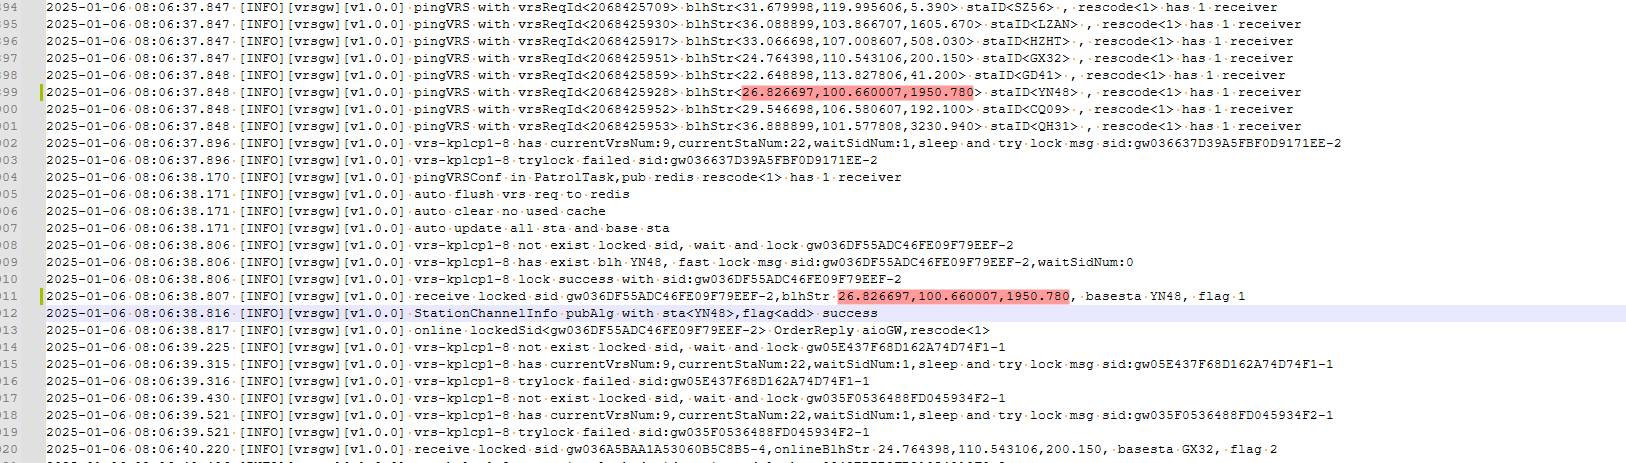 894 2025-01-06 08:06:37.847 [INFO][vrsgw][v1.0.0] pingVRS with vrsReqId<2068425709> blhStr<31.679998,119.995606,5.390> staID<SZ56> , rescode<1> has 1 receiver
895 2025-01-06 08:06:37.847 [INFO][vrsgw][v1.0.0] pingVRS with vrsReqId<2068425930> blhStr<36.088899,103.866707,1605.670> staID<LZAN> , rescode<1> has 1 receiver
896 2025-01-06 08:06:37.847 [INFO][vrsgw][v1.0.0] pingVRS with vrsReqId<2068425917> blhStr<33.066698,107.008607,508.030> staID<HZHT> , rescode<1> has 1 receiver
897 2025-01-06 08:06:37.847 [INFO][vrsgw][v1.0.0] pingVRS with vrsReqId<2068425951> blhStr<24.764398,110.543106,200.150> staID<GX32> , rescode<1> has 1 receiver
898 2025-01-06 08:06:37.848 [INFO][vrsgw][v1.0.0] pingVRS with vrsReqId<2068425859> blhStr<22.648898,113.827806,41.200> staID<GD41> , rescode<1> has 1 receiver
899 2025-01-06 08:06:37.848 [INFO][vrsgw][v1.0.0] pingVRS with vrsReqId<2068425928> blhStr<26.826697,100.660007,1950.780> staID<YN48> , rescode<1> has 1 receiver
900 2025-01-06 08:06:37.848 [INFO][vrsgw][v1.0.0] pingVRS with vrsReqId<2068425952> blhStr<29.546698,106.580607,192.100> staID<CQ09> , rescode<1> has 1 receiver
901 2025-01-06 08:06:37.848 [INFO][vrsgw][v1.0.0] pingVRS with vrsReqId<2068425953> blhStr<36.888899,101.577808,3230.940> staID<QH31> , rescode<1> has 1 receiver
902 2025-01-06 08:06:37.896 [INFO][vrsgw][v1.0.0] vrs-kplcp1-8 has currentVrsNum:9,currentStaNum:22,waitSidNum:1,sleep and try lock msg sid:gw036637D39A5FBF0D9171EE-2
903 2025-01-06 08:06:37.896 [INFO][vrsgw][v1.0.0] vrs-kplcp1-8 trylock failed sid:gw036637D39A5FBF0D9171EE-2
904 2025-01-06 08:06:38.170 [INFO][vrsgw][v1.0.0] pingVRSConf in PatrolTask,pub redis rescode<1> has 1 receiver
905 2025-01-06 08:06:38.171 [INFO][vrsgw][v1.0.0] auto flush vrs req to redis
906 2025-01-06 08:06:38.171 [INFO][vrsgw][v1.0.0] auto clear no used cache
907 2025-01-06 08:06:38.171 [INFO][vrsgw][v1.0.0] auto update all sta and base sta
908 2025-01-06 08:06:38.806 [INFO][vrsgw][v1.0.0] vrs-kplcp1-8 not exist locked sid, wait and lock gw036DF55ADC46FE09F79EEF-2
909 2025-01-06 08:06:38.806 [INFO][vrsgw][v1.0.0] vrs-kplcp1-8 has exist blh YN48, fast lock msg sid:gw036DF55ADC46FE09F79EEF-2,waitSidNum:0
910 2025-01-06 08:06:38.806 [INFO][vrsgw][v1.0.0] vrs-kplcp1-8 lock success with sid:gw036DF55ADC46FE09F79EEF-2
911 2025-01-06 08:06:38.807 [INFO][vrsgw][v1.0.0] receive locked sid gw036DF55ADC46FE09F79EEF-2,blhStr 26.826697,100.660007,1950.780, basesta YN48, flag 1
912 2025-01-06 08:06:38.816 [INFO][vrsgw][v1.0.0] StationChannelInfo pubAlg with sta<YN48>,flag<add> success
913 2025-01-06 08:06:38.817 [INFO][vrsgw][v1.0.0] online lockedSid<gw036DF55ADC46FE09F79EEF-2> OrderReply aioGW,rescode<1>
914 2025-01-06 08:06:39.225 [INFO][vrsgw][v1.0.0] vrs-kplcp1-8 not exist locked sid, wait and lock gw05E437F68D162A74D74F1-1
915 2025-01-06 08:06:39.315 [INFO][vrsgw][v1.0.0] vrs-kplcp1-8 has currentVrsNum:9,currentStaNum:22,waitSidNum:1,sleep and try lock msg sid:gw05E437F68D162A74D74F1-1
916 2025-01-06 08:06:39.316 [INFO][vrsgw][v1.0.0] vrs-kplcp1-8 trylock failed sid:gw05E437F68D162A74D74F1-1
917 2025-01-06 08:06:39.430 [INFO][vrsgw][v1.0.0] vrs-kplcp1-8 not exist locked sid, wait and lock gw035F0536488FD045934F2-1
918 2025-01-06 08:06:39.521 [INFO][vrsgw][v1.0.0] vrs-kplcp1-8 has currentVrsNum:9,currentStaNum:22,waitSidNum:1,sleep and try lock msg sid:gw035F0536488FD045934F2-1
919 2025-01-06 08:06:39.521 [INFO][vrsgw][v1.0.0] vrs-kplcp1-8 trylock failed sid:gw035F0536488FD045934F2-1
920 2025-01-06 08:06:40.220 [INFO][vrsgw][v1.0.0] receive locked sid gw036A5BAA1A53060B5C8B5-4,onlineBlhStr 24.764398,110.543106,200.150, basesta GX32, flag 2